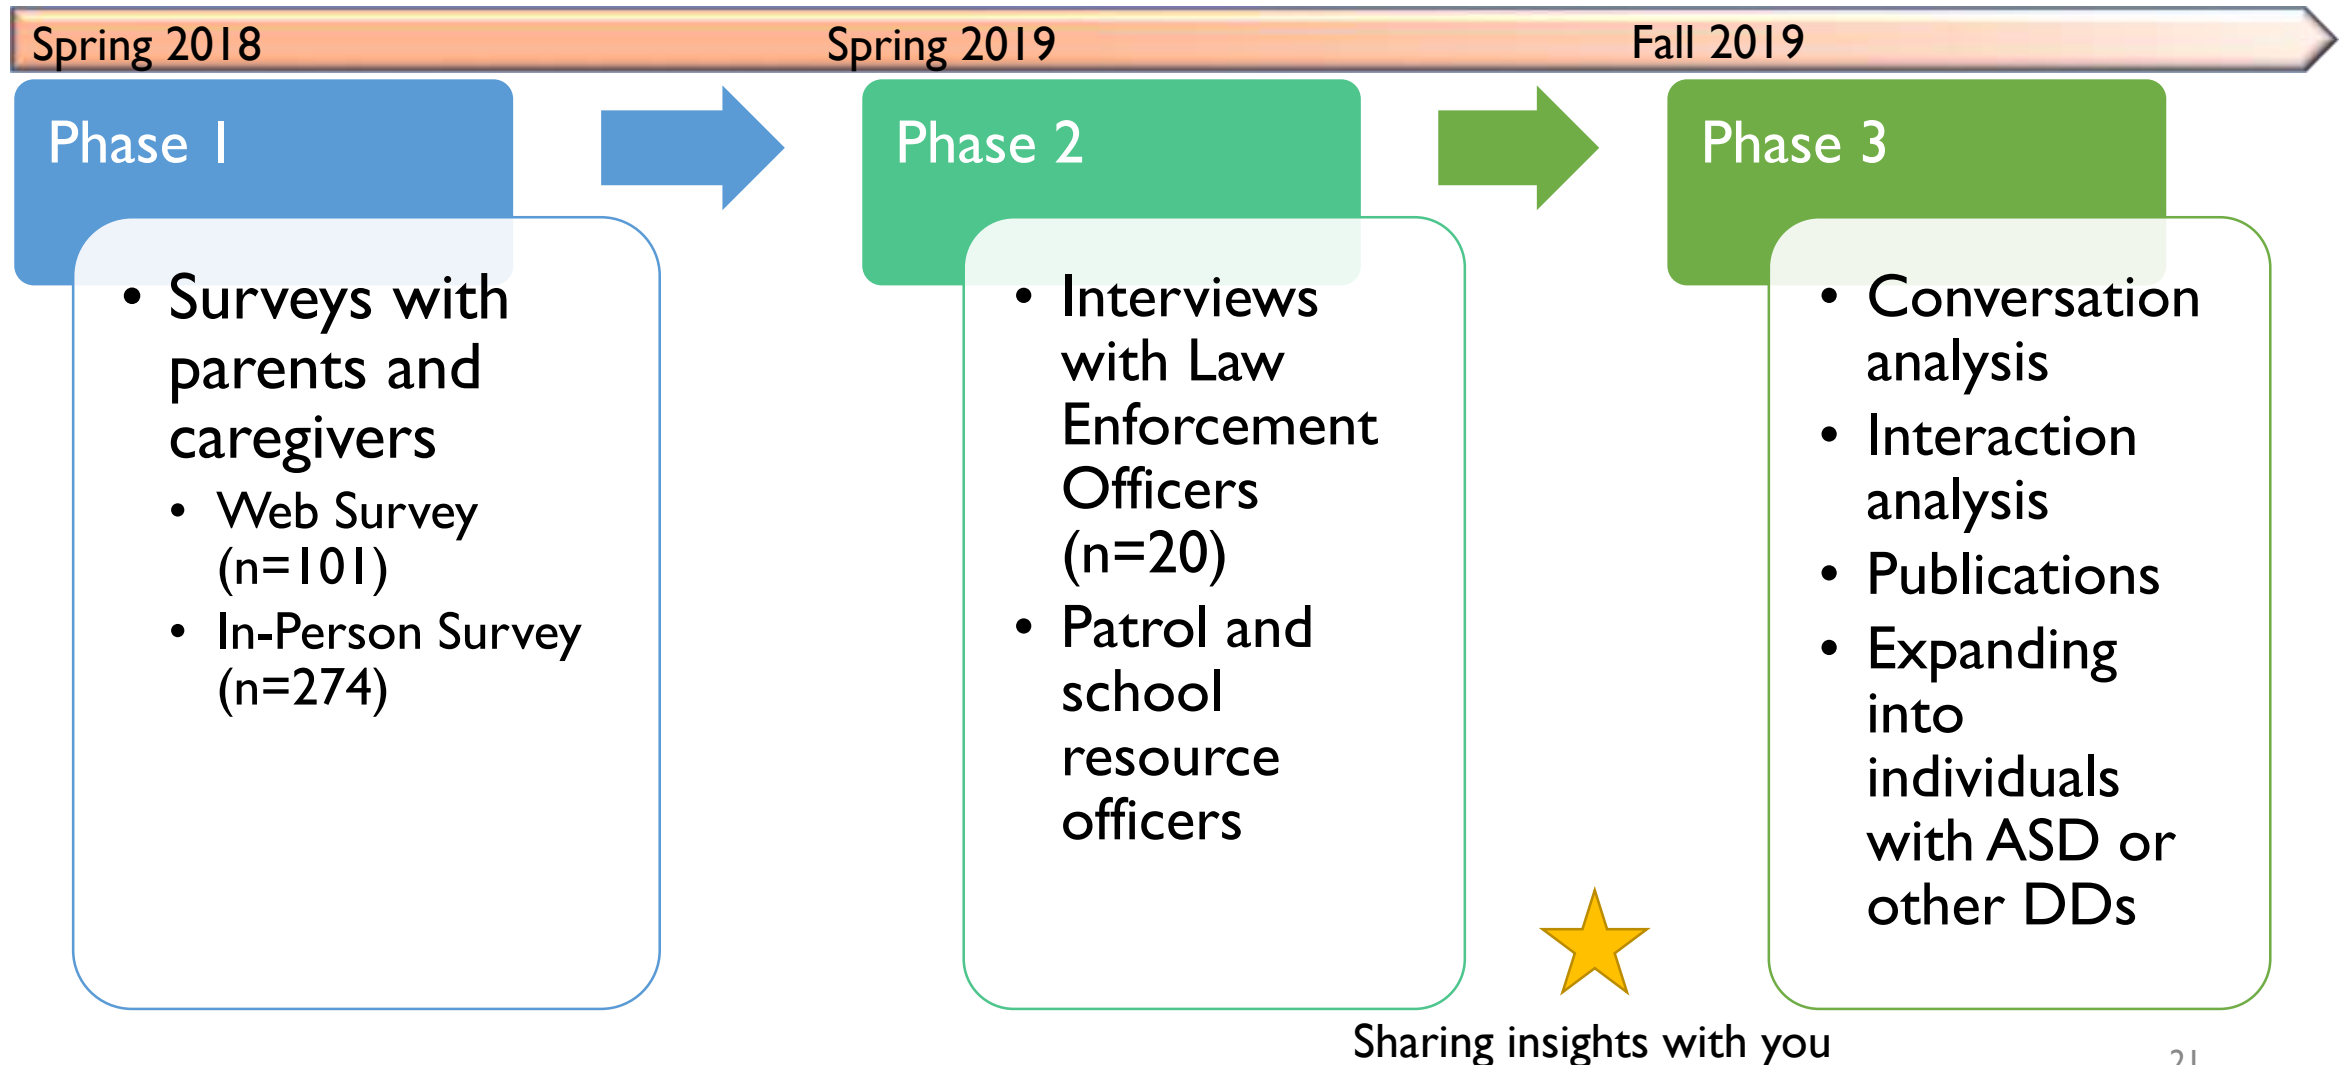 Spring 2018
Spring 2019
Fall 2019
Phase 1
• Surveys with
parents and
caregivers
• Web Survey
(n=101)
• In-Person Survey
(n=274)
Phase 2
• Interviews
with Law
Enforcement
Officers
(n=20)
• Patrol and
school
resource
officers
Phase 3
• Conversation
analysis
• Interaction
analysis
• Publications
• Expanding
into
individuals
with ASD or
other DDs
Sharing insights with you
21